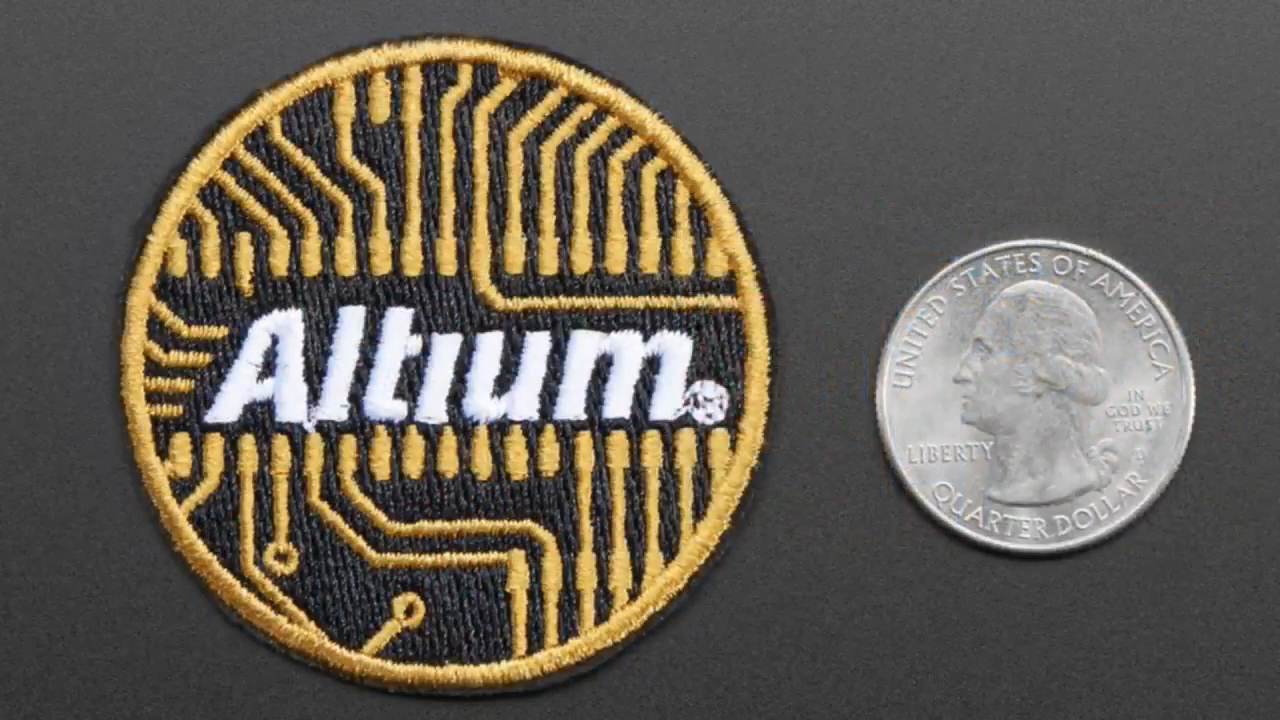 Altium®
UNITED STATES OF AMERICA
IN
GOD WE
TRUST
LIBERTY
QUARTER DOLLAR